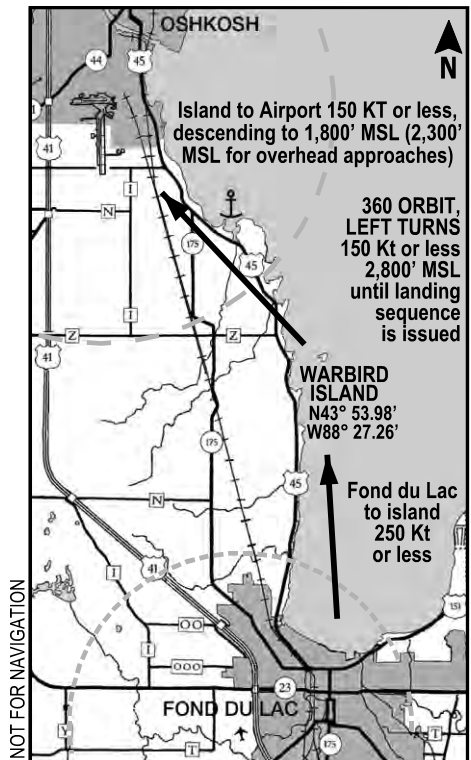 OSHKOSH
N
44
45
41
Island to Airport 150 KT or less,
descending to 1,800' MSL (2,300'
MSL for overhead approaches)
I
N
175
45
360 ORBIT,
LEFT TURNS
150 Kt or less
2,800' MSL
until landing
sequence
is issued
I
Z
Z
41
WARBIRD
ISLAND
N43° 53.98'
W88° 27.26'
175
45
N
Fond du Lac
to island
250 Kt
or less
41
I
151
OO
I
OOO
23
FOND DU LAC
Y
T
175
T
NOT FOR NAVIGATION